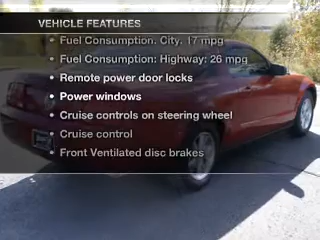 VEHICLE FEATURES
• Fuel Consumption: City: 17 mpg
• Fuel Consumption: Highway: 26 mpg
• Remote power door locks
• Power windows
• Cruise controls on steering wheel
• Cruise control
• Front Ventilated disc brakes